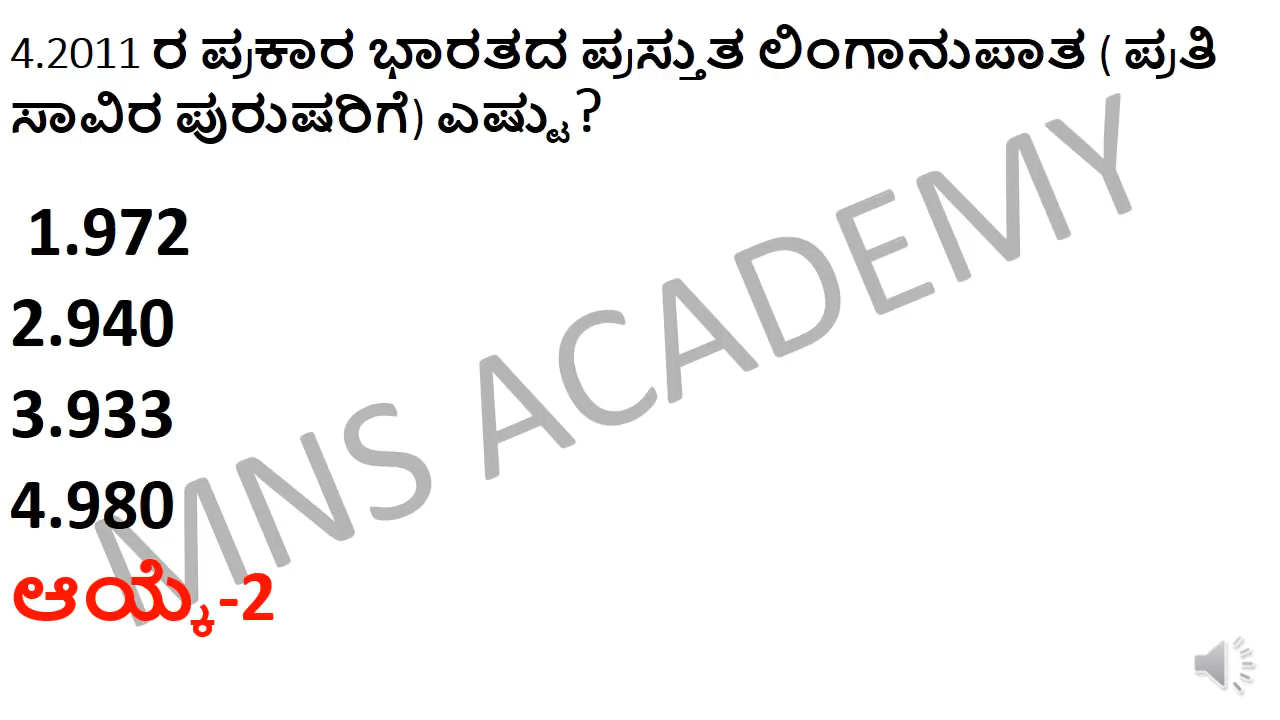 4.2011 ರ ಪ್ರಕಾರ ಭಾರತದ ಪ್ರಸ್ತುತ ಲಿಂಗಾನುಪಾತ ( ಪ್ರತಿ
ಸಾವಿರ ಪುರುಷರಿಗೆ) ಎಷ್ಟು?
1.972
2.940
3.933
4.980
ಆಯ್ಕೆ-2
MNS ACADEMY